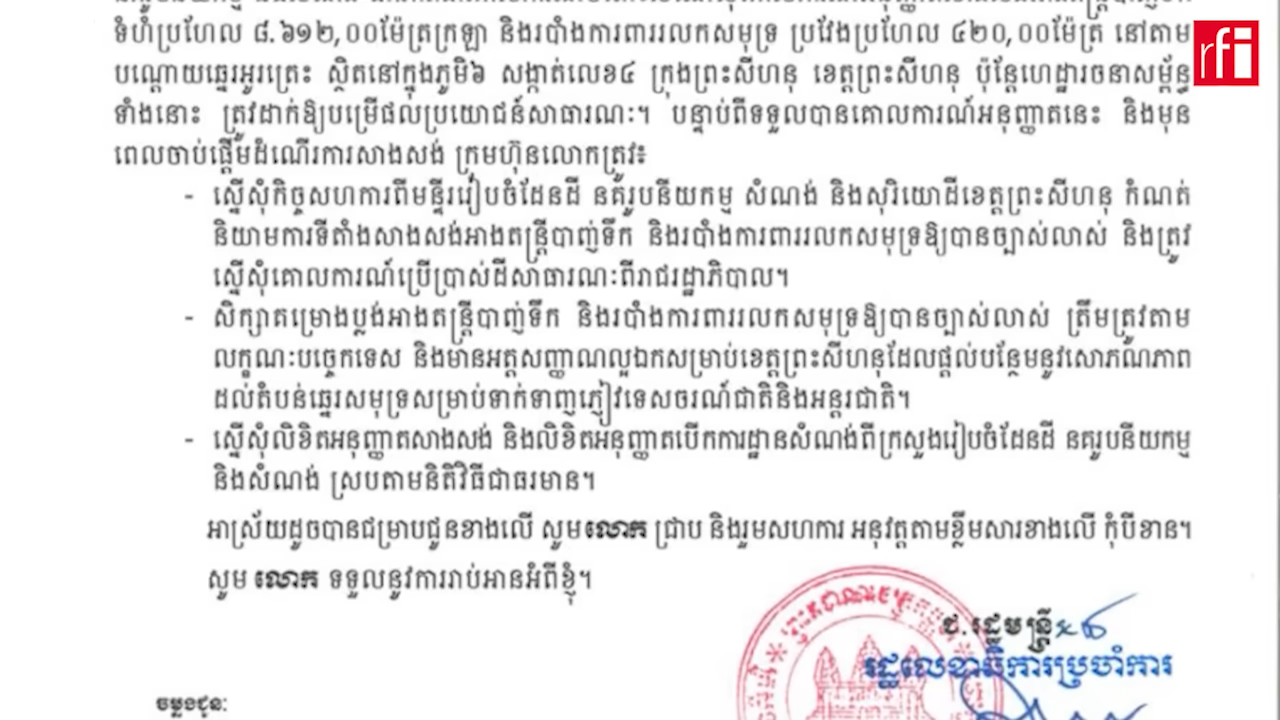 ទំហំប្រហែល ៨.៦១២,០០ម៉ែត្រក្រឡា និងរបាំងការពាររលកសមុទ្រ ប្រវែងប្រហែល ៤២០,០០ម៉ែត្រ នៅតាម
rfi
បណ្តោយឆ្នេរអូរត្រេះ ស្ថិតនៅក្នុងភូមិ៦ សង្កាត់លេខ៤ ក្រុងព្រះសីហនុ ខេត្តព្រះសីហនុ ប៉ុន្តែហេដ្ឋារចនាសម្ព័ន្ធ
ទាំងនោះ ត្រូវដាក់ឱ្យបម្រើផលប្រយោជន៍សាធារណៈ។ បន្ទាប់ពីទទួលបានគោលការណ៍អនុញ្ញាតនេះ និងមុន
ពេលចាប់ផ្តើមដំណើរការសាងសង់ ក្រុមហ៊ុនលោកត្រូវ៖
- ស្នើសុំកិច្ចសហការពីមន្ទីររៀបចំដែនដី នគរូបនីយកម្ម សំណង់ និងសុរិយោដីខេត្តព្រះសីហនុ កំណត់
និយាមការទីតាំងសាងសង់អាងតន្ត្រីបាញ់ទឹក និងរបាំងការពាររលកសមុទ្រឱ្យបានច្បាស់លាស់ និងត្រូវ
ស្នើសុំគោលការណ៍ប្រើប្រាស់ដីសាធារណៈពីរាជរដ្ឋាភិបាល។
- សិក្សាគម្រោងប្លង់អាងតន្ត្រីបាញ់ទឹក និងរបាំងការពាររលកសមុទ្រឱ្យបានច្បាស់លាស់ ត្រឹមត្រូវតាម
លក្ខណៈបច្ចេកទេស និងមានអត្តសញ្ញាណល្អឯកសម្រាប់ខេត្តព្រះសីហនុដែលផ្តល់បន្ថែមនូវសោភណភាព
ដល់តំបន់ឆ្នេរសមុទ្រសម្រាប់ទាក់ទាញភ្ញៀវទេសចរណ៍ជាតិនិងអន្តរជាតិ។
- ស្នើសុំលិខិតអនុញ្ញាតសាងសង់ និងលិខិតអនុញ្ញាតបើកការដ្ឋានសំណង់ពីក្រសួងរៀបចំដែនដី នគរូបនីយកម្ម
និងសំណង់ ស្របតាមនិតិវិធីជាធរមាន។
អាស្រ័យដូចបានជម្រាបជូនខាងលើ សូមលោក ជ្រាប និងរួមសហការ អនុវត្តតាមខ្លឹមសារខាងលើ កុំបីខាន។
សូម លោក ទទួលនូវការរាប់អានអំពីខ្ញុំ។
ជ.រដ្ឋមន្ត្រី
រដ្ឋលេខាធិការប្រចាំការ
ចម្លងជូន: